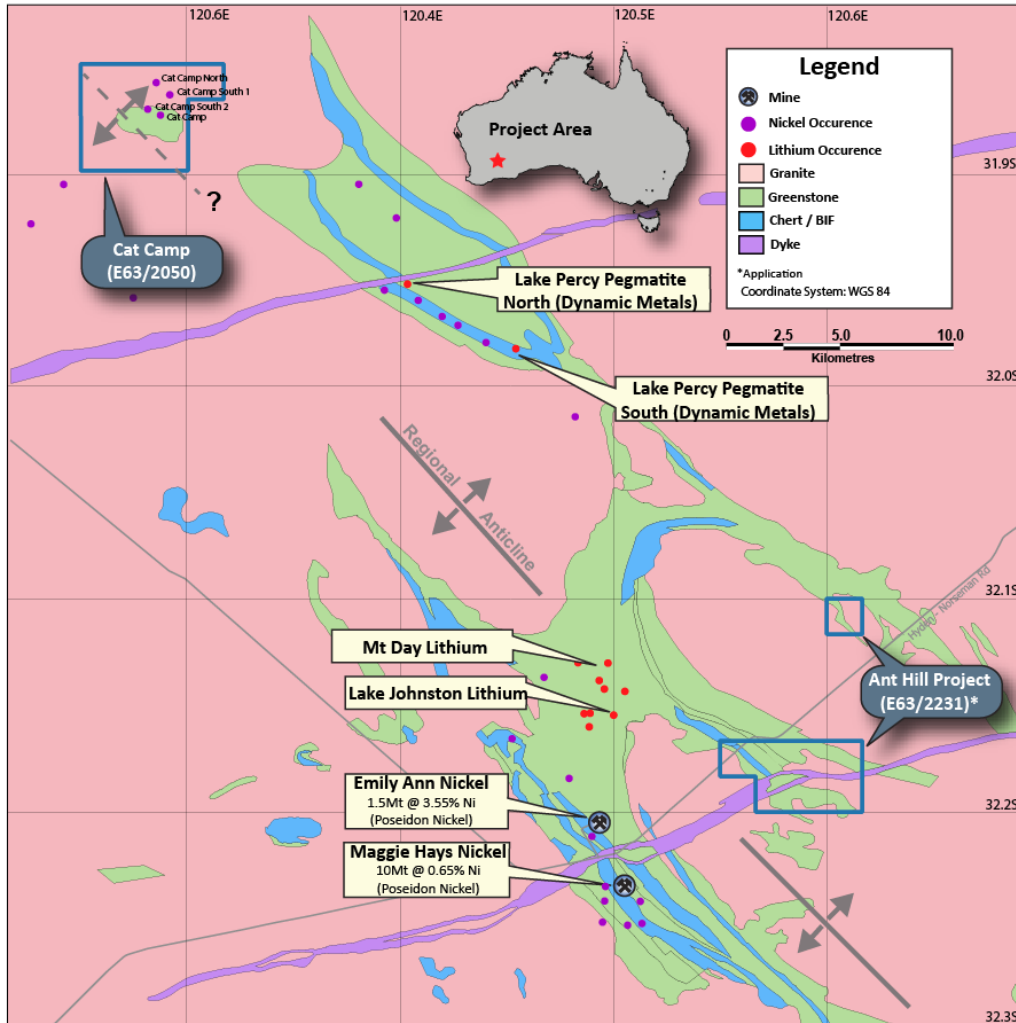 120.6E
120.4E
120.5E
120.6E
Cat Camp North
Cat Camp South 1
Cat Camp South 2
Cat Camp
?
Cat Camp
(E63/2050)
Project Area
Legend
Mine
Nickel Occurence
Lithium Occurence
Granite
Greenstone
Chert / BIF
Dyke
*Application
Coordinate System: WGS 84
31.9S
Lake Percy Pegmatite
North (Dynamic Metals)
0
2.5
5.0
10.0
Kilometres
32.0S
Lake Percy Pegmatite
South (Dynamic Metals)
Regional
Anticline
Hyden - Norseman Rd
32.1S
Mt Day Lithium
Lake Johnston Lithium
Ant Hill Project
(E63/2231)*
Emily Ann Nickel
1.5Mt @ 3.55% Ni
(Poseidon Nickel)
32.2S
Maggie Hays Nickel
10Mt @ 0.65% Ni
(Poseidon Nickel)
32.3S